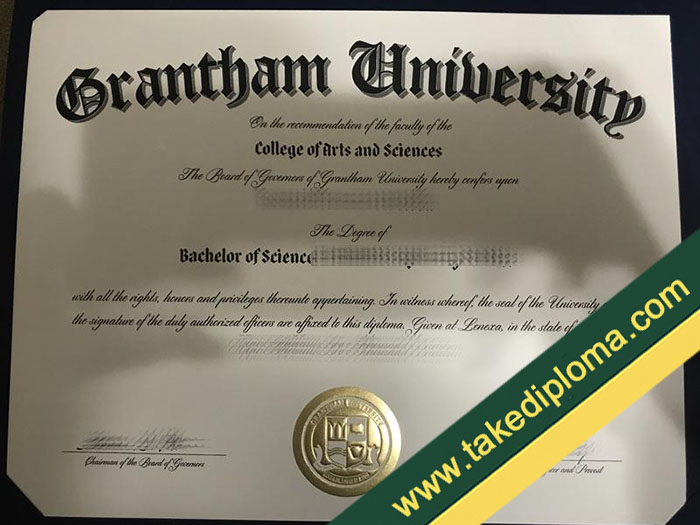 Grantham University
On the recommendation of the faculty of the
College of Arts and Sciences
The Board of Governors of Grantham University hereby confers upon
The Degree of
Bachelor of Science
with all the rights, honors and privileges thereunto appertaining. In witness whereof, the seal of the University
the signature of the duly authorized officers are affixed to this diploma. Given at Lenexa, in the state of
GRANTHAM UNIVERSITY
Chairman of the Board of Governors
and Provost
www.takediploma.com